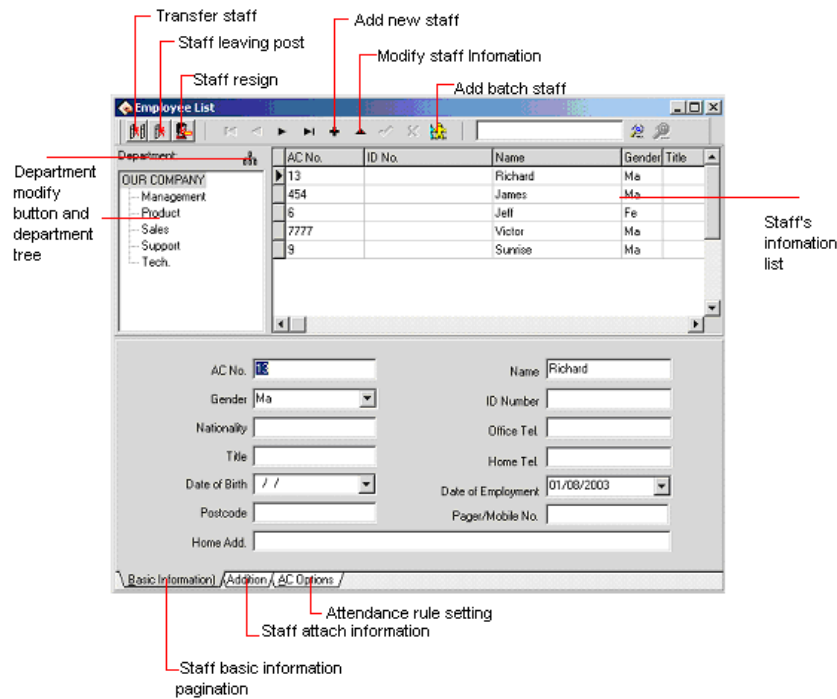 Transfer staff
Staff leaving post
Staff resign
Add new staff
Modify staff Infomation
Add batch staff
Employee List
Department
modify
button and
department
tree
Department:
OUR COMPANY
Management
Product
Sales
Support
Tech.
AC No. ID No. Name Gender Title
13 Richard Ma
454 James Ma
6 Jeff Fe
7777 Victor Ma
9 Sunrise Ma
Staff's
infomation
list
AC No. 13 Name Richard
Gender Ma ID Number
Nationality Office Tel.
Title Home Tel.
Date of Birth / / Date of Employment 01/08/2003
Postcode Pager/Mobile No.
Home Add.
Basic Information) Addition AC Options
Attendance rule setting
Staff attach information
Staff basic information
pagination